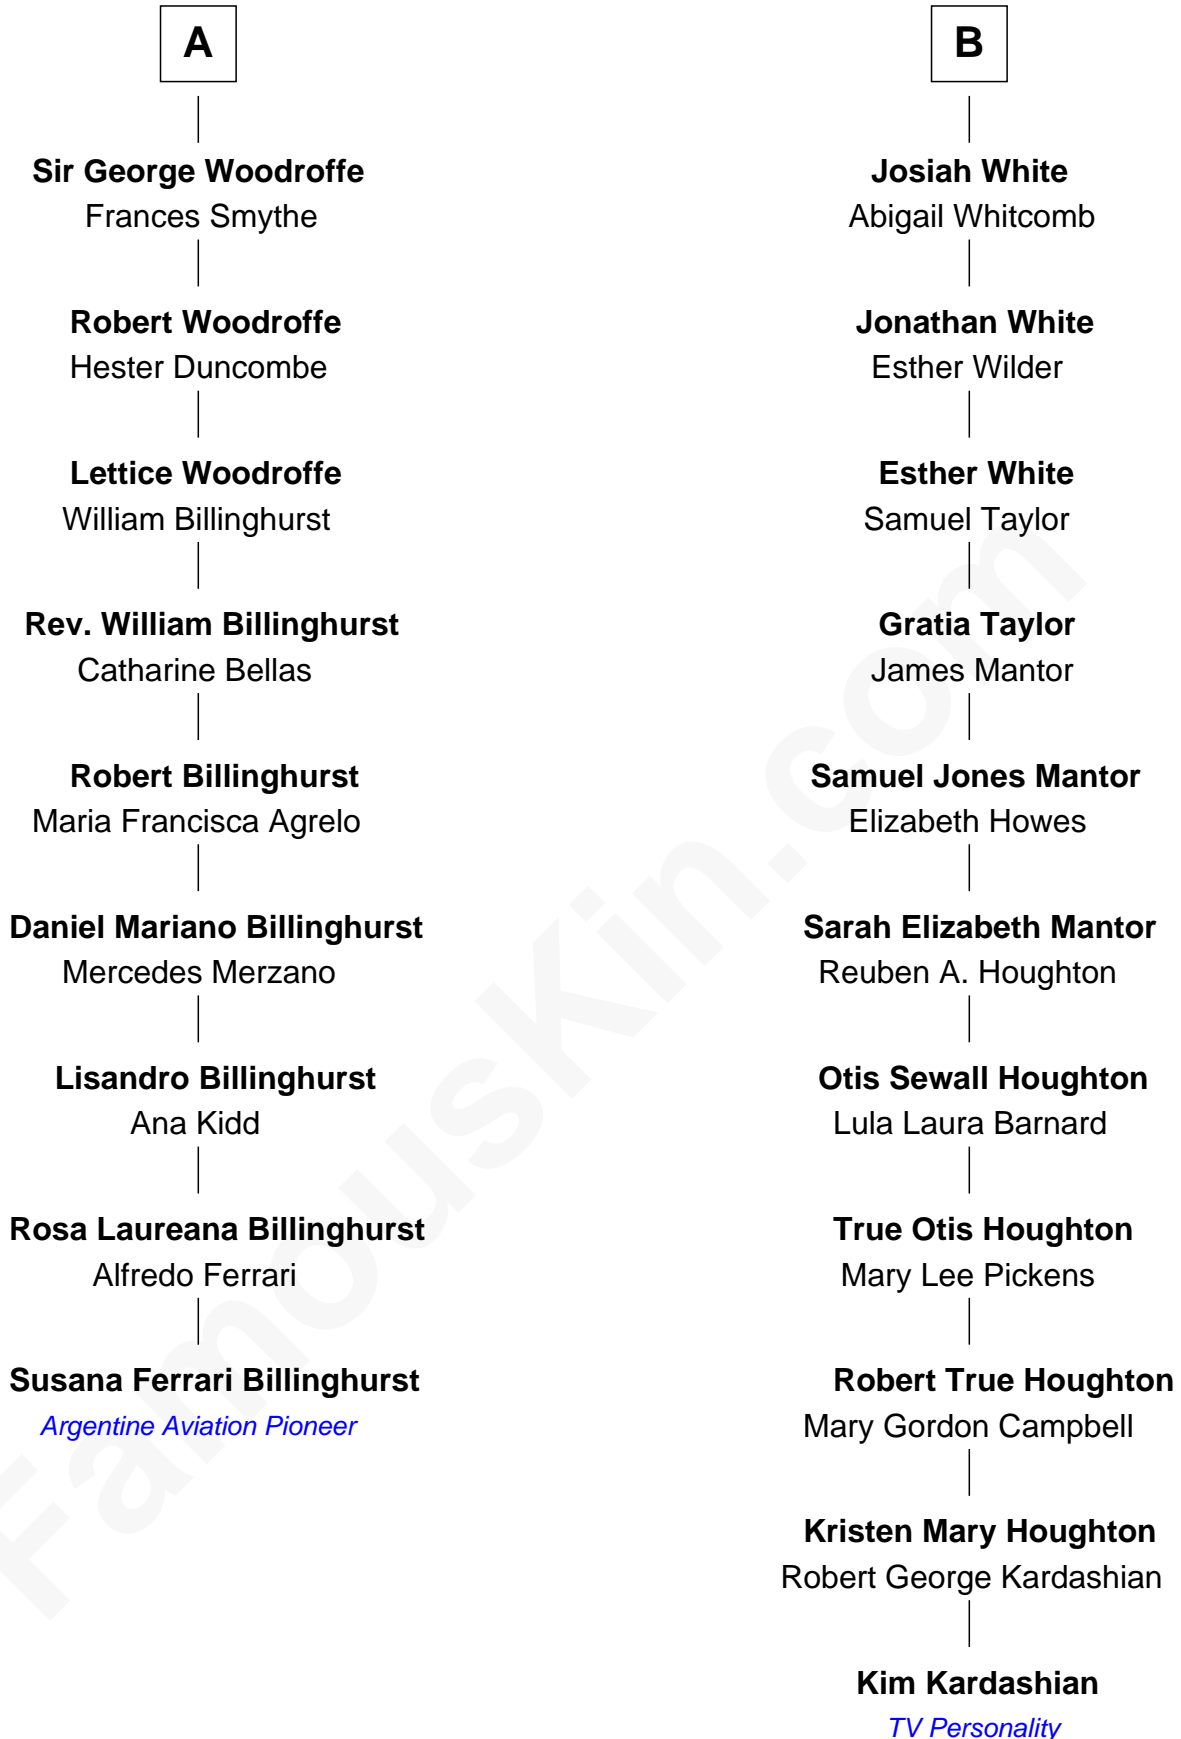 A
Sir George Woodroffe
Frances Smythe
Robert Woodroffe
Hester Duncombe
Lettice Woodroffe
William Billinghurst
Rev. William Billinghurst
Catharine Bellas
Robert Billinghurst
Maria Francisca Agrelo
Daniel Mariano Billinghurst
Mercedes Merzano
Lisandro Billinghurst
Ana Kidd
Rosa Laureana Billinghurst
Alfredo Ferrari
Susana Ferrari Billinghurst
Argentine Aviation Pioneer
B
Josiah White
Abigail Whitcomb
Jonathan White
Esther Wilder
Esther White
Samuel Taylor
Gratia Taylor
James Mantor
Samuel Jones Mantor
Elizabeth Howes
Sarah Elizabeth Mantor
Reuben A. Houghton
Otis Sewall Houghton
Lula Laura Barnard
True Otis Houghton
Mary Lee Pickens
Robert True Houghton
Mary Gordon Campbell
Kristen Mary Houghton
Robert George Kardashian
Kim Kardashian
TV Personality
FamousKin.com